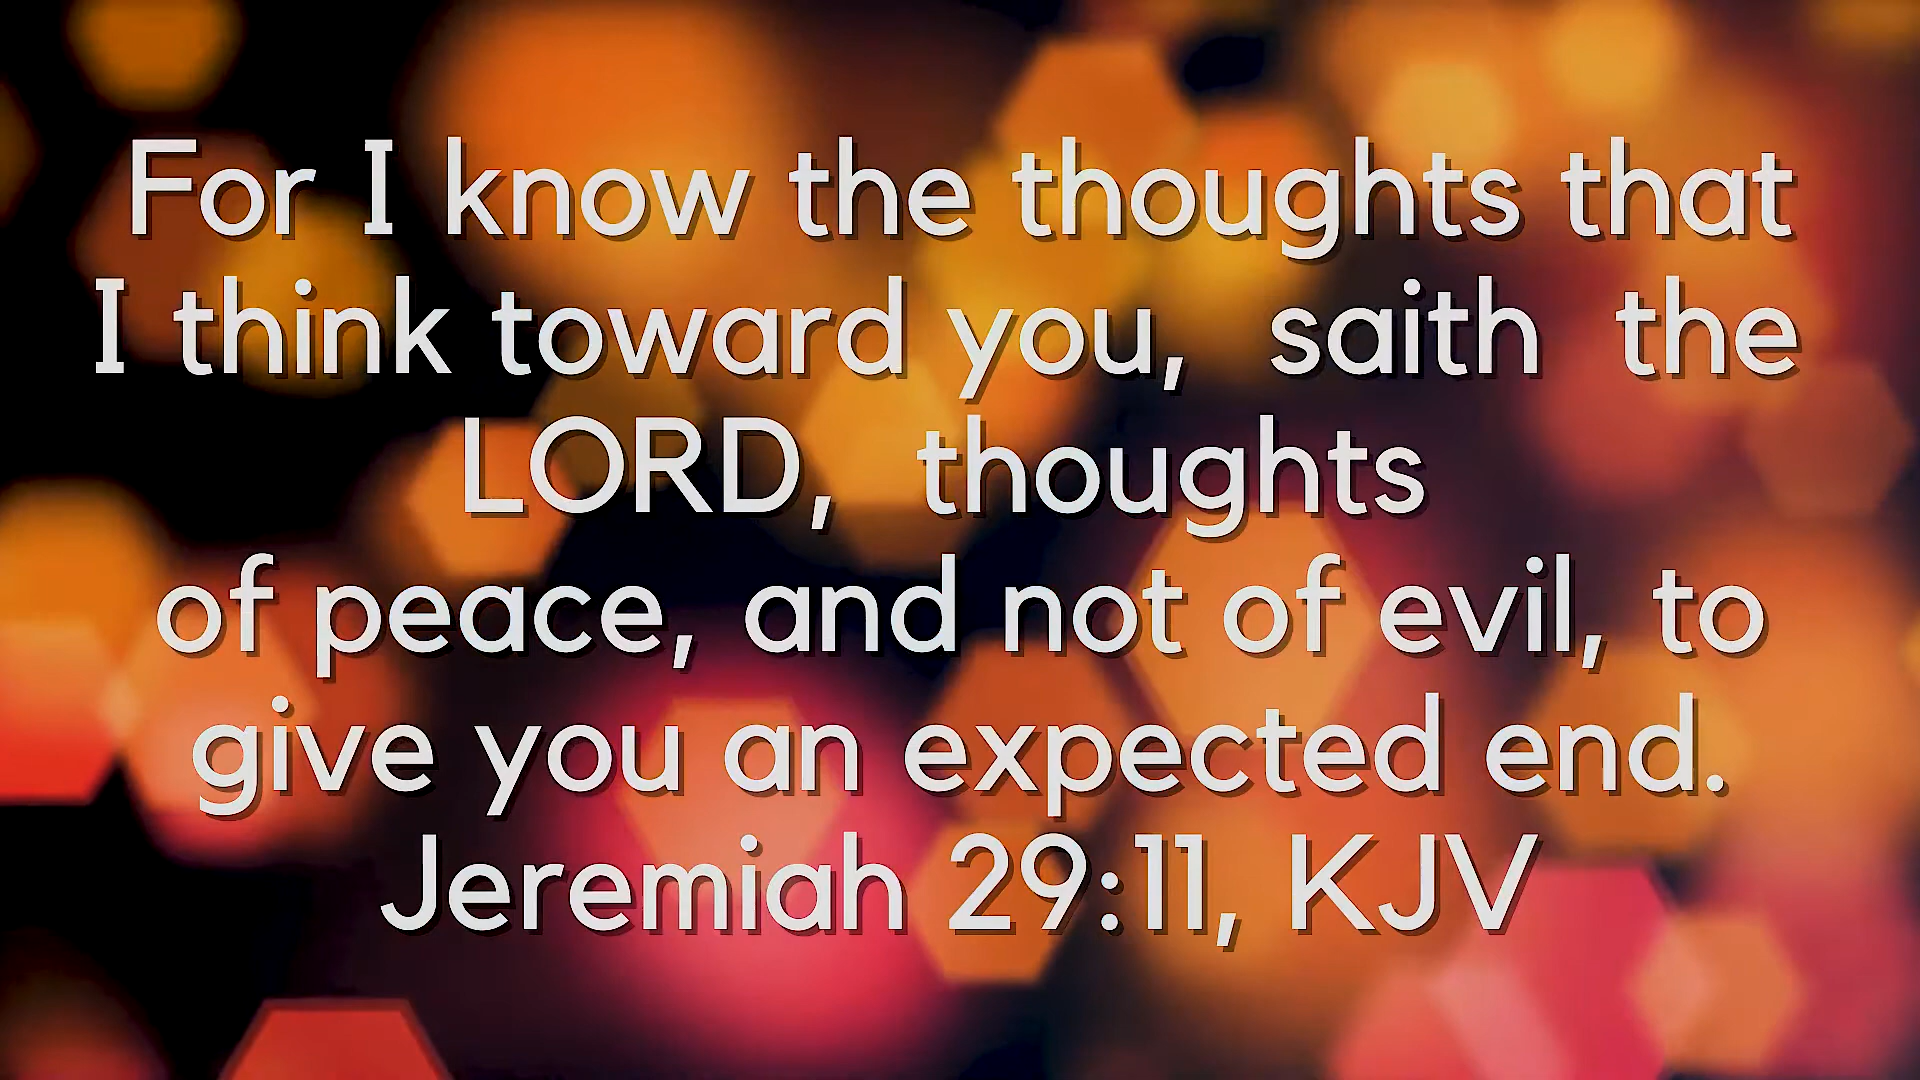 For I know the thoughts that
I think toward you, saith the
LORD, thoughts
of peace, and not of evil, to
give you an expected end.
Jeremiah 29:11, KJV